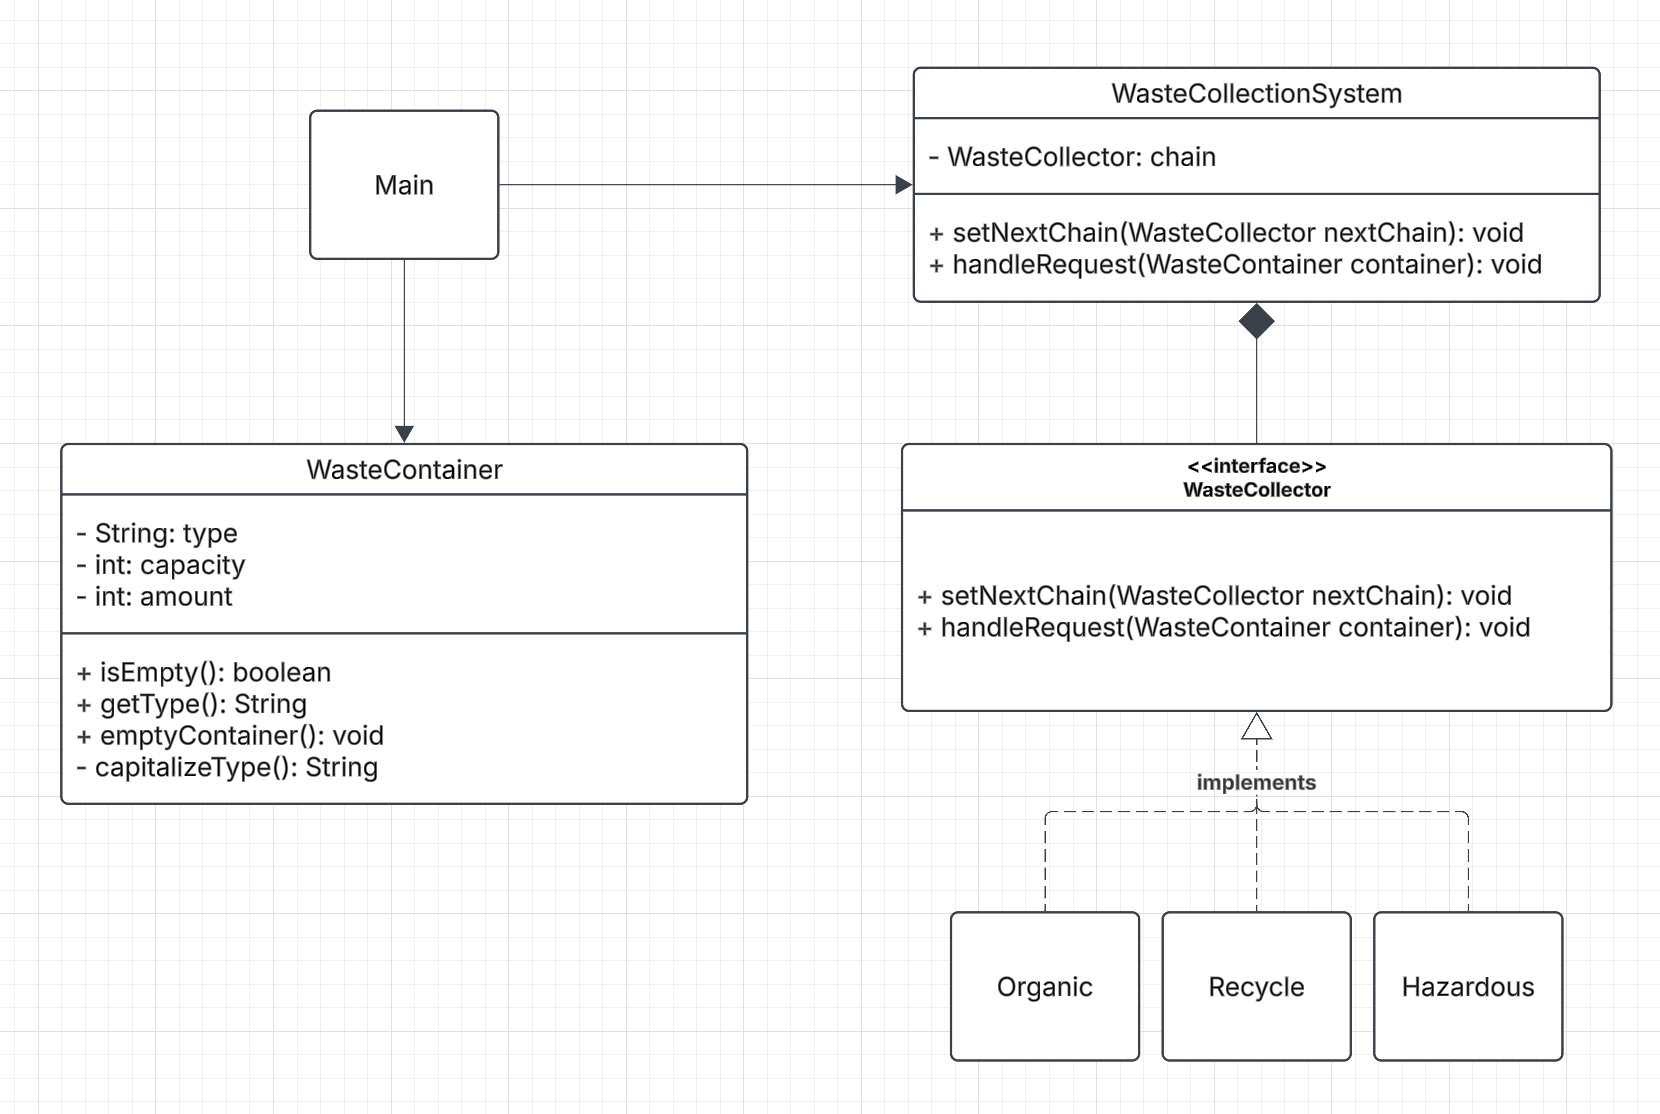 Main
WasteCollectionSystem
- WasteCollector: chain
+ setNextChain(WasteCollector nextChain): void
+ handleRequest(WasteContainer container): void
WasteContainer
- String: type
- int: capacity
- int: amount
+ isEmpty(): boolean
+ getType(): String
+ emptyContainer(): void
- capitalizeType(): String
<<interface>>
WasteCollector
+ setNextChain(WasteCollector nextChain): void
+ handleRequest(WasteContainer container): void
implements
Organic
Recycle
Hazardous